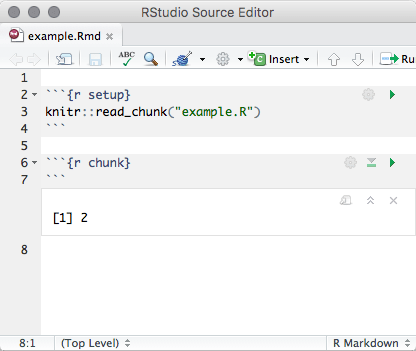 RStudio Source Editor
example.Rmd
ABC Insert Run
1
2 ```{r setup}
3 knitr::read_chunk("example.R")
4 ```
5
6 ```{r chunk}
7 ```
[1] 2
8
8:1 (Top Level) R Markdown